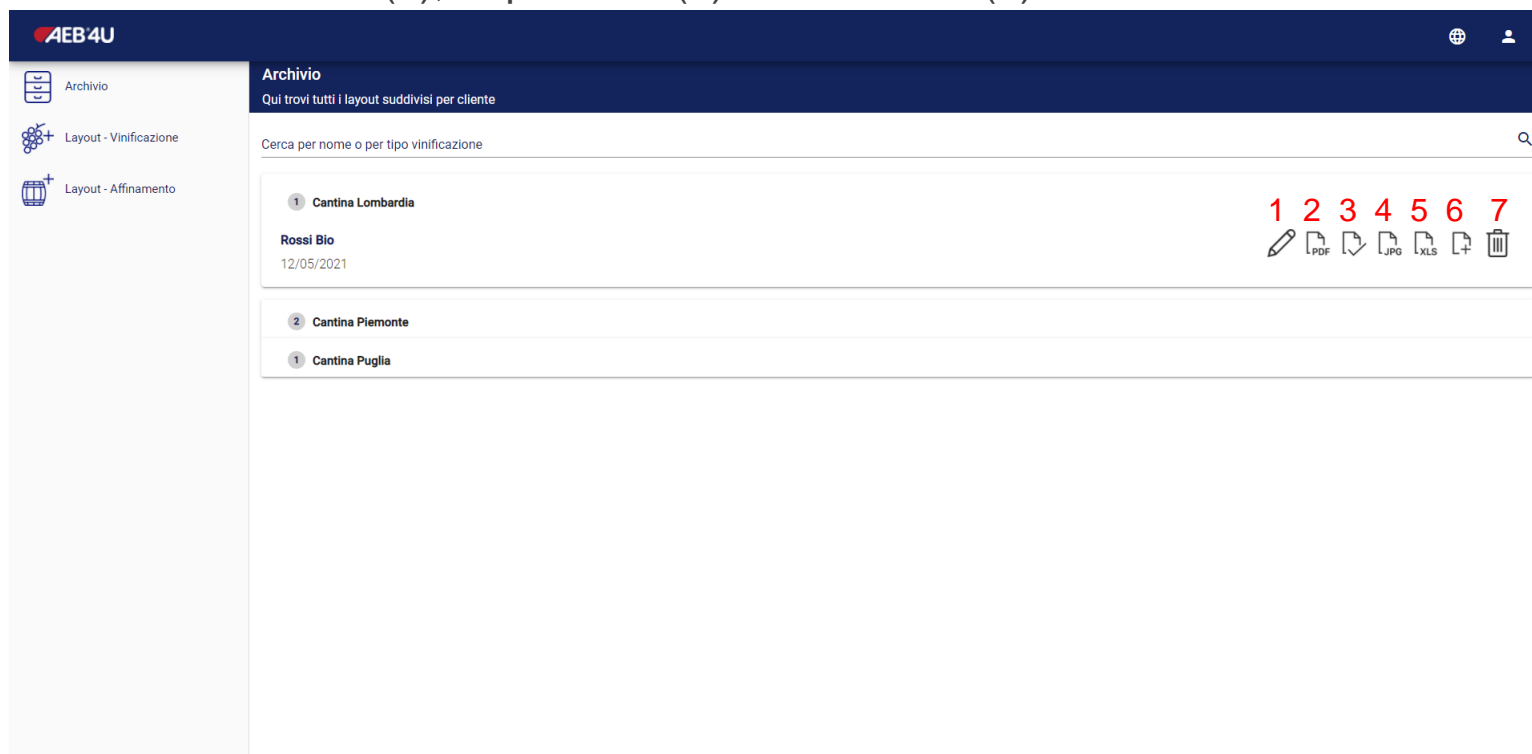 AEB'4U
Archivio
Layout - Vinificazione
Layout - Affinamento
Archivio
Qui trovi tutti i layout suddivisi per cliente
Cerca per nome o per tipo vinificazione
1 Cantina Lombardia
1 2 3 4 5 6 7
Rossi Bio
PDF JPG XLS
12/05/2021
2 Cantina Piemonte
1 Cantina Puglia